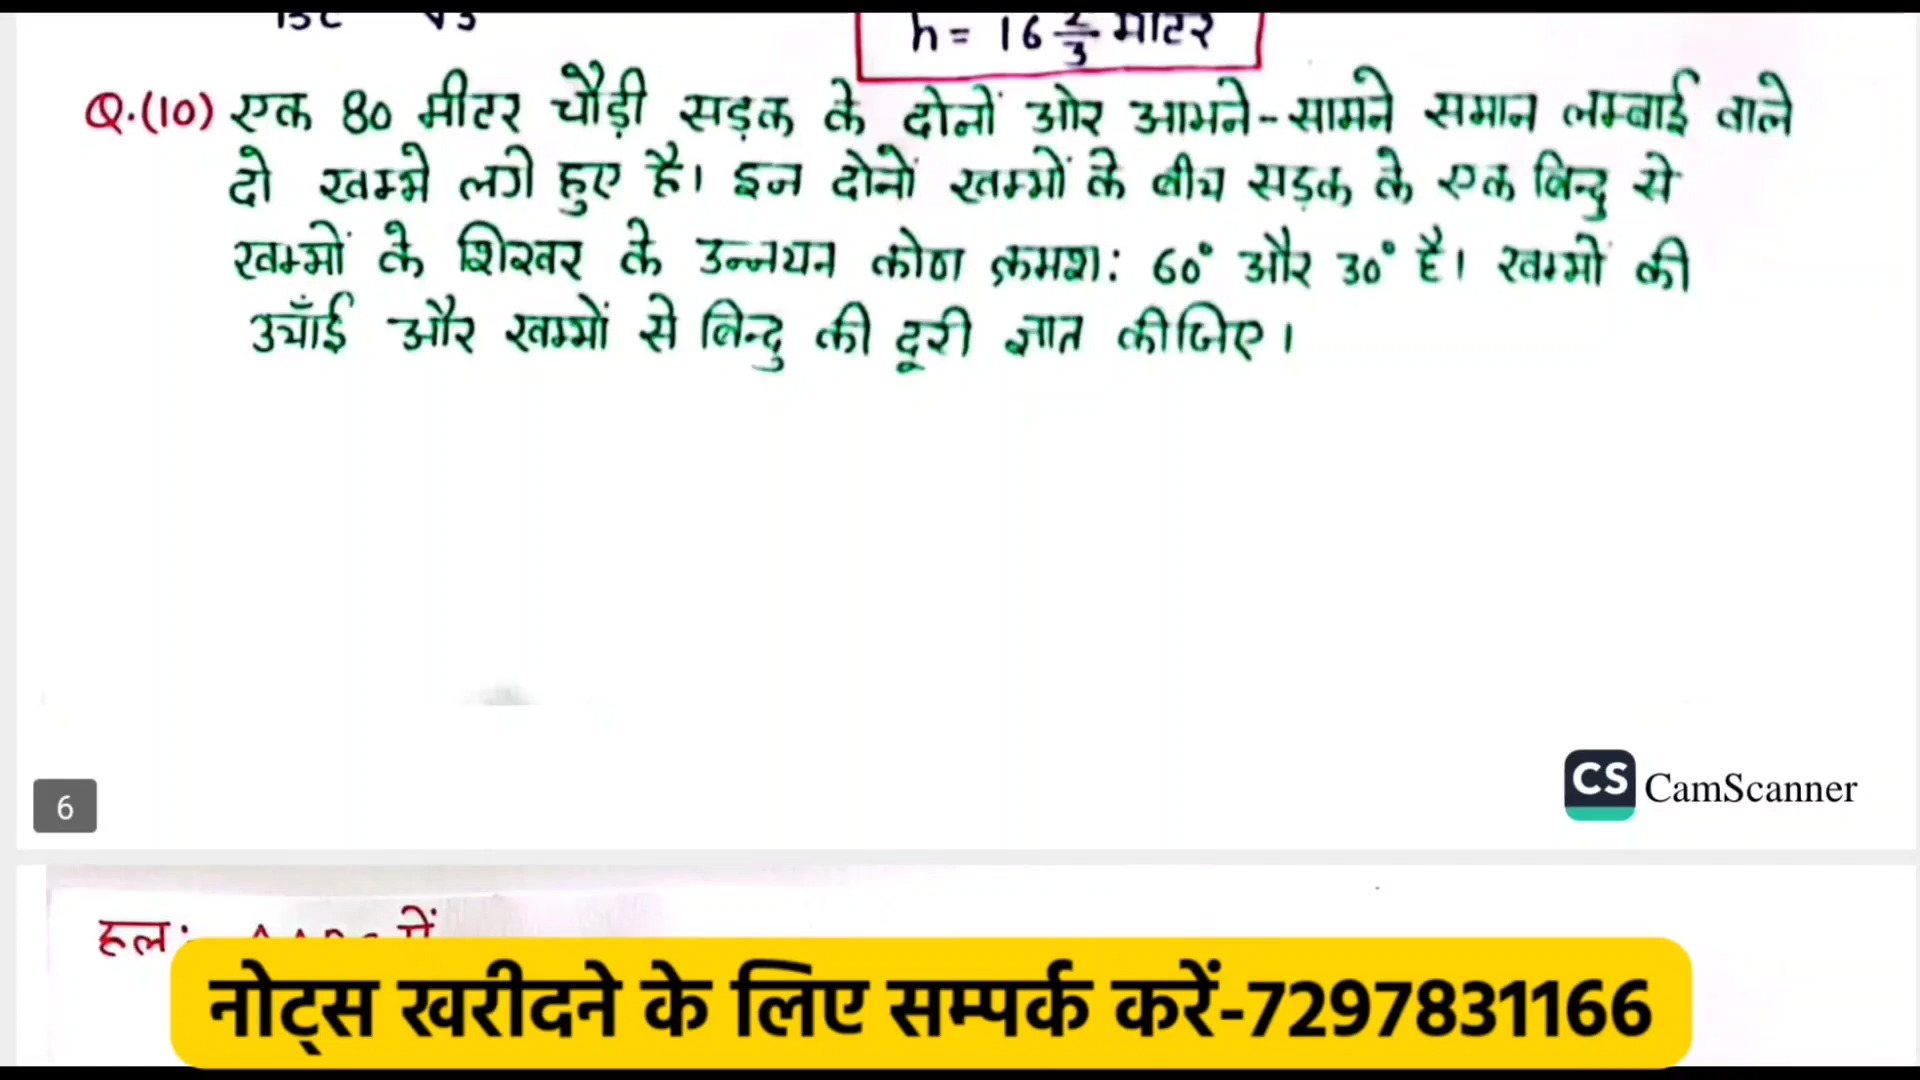 h = 16 2/3 मीटर
Q.(10) एक 80 मीटर चौड़ी सड़क के दोनों ओर आमने-सामने समान लम्बाई वाले
दो खम्भे लगे हुए है। इन दोनों खम्भों के बीच सड़क के एक बिन्दु से
खम्भों के शिखर के उन्नयन कोण क्रमश: 60° और 30° है। खम्भों की
उचाँई और खम्भों से बिन्दु की दूरी ज्ञात कीजिए।
6
CS CamScanner
हल: में
नोट्स खरीदने के लिए सम्पर्क करें-7297831166